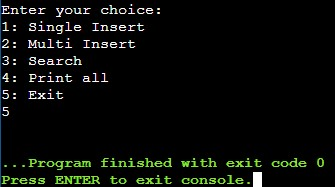 Enter your choice:
1: Single Insert
2: Multi Insert
3: Search
4: Print all
5: Exit
5
...Program finished with exit code 0
Press ENTER to exit console.